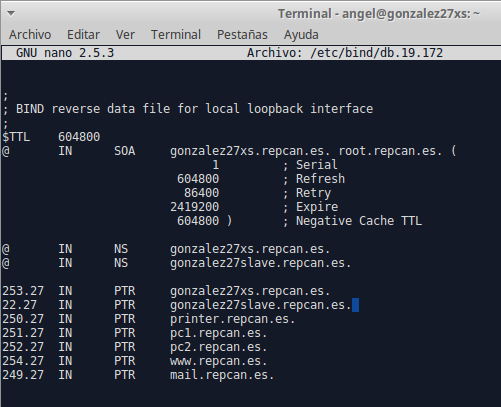 Terminal - angel@gonzalez27xs: ~
Archivo Editar Ver Terminal Pestañas Ayuda
GNU nano 2.5.3 Archivo: /etc/bind/db.19.172
;
; BIND reverse data file for local loopback interface
;
$TTL 604800
@ IN SOA gonzalez27xs.repcan.es. root.repcan.es. (
1 ; Serial
604800 ; Refresh
86400 ; Retry
2419200 ; Expire
604800 ) ; Negative Cache TTL
@ IN NS gonzalez27xs.repcan.es.
@ IN NS gonzalez27slave.repcan.es.
253.27 IN PTR gonzalez27xs.repcan.es.
22.27 IN PTR gonzalez27slave.repcan.es.
250.27 IN PTR printer.repcan.es.
251.27 IN PTR pc1.repcan.es.
252.27 IN PTR pc2.repcan.es.
254.27 IN PTR www.repcan.es.
249.27 IN PTR mail.repcan.es.